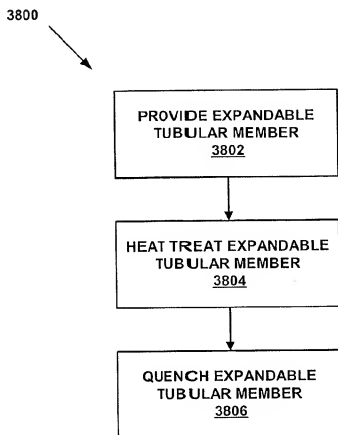 3800
PROVIDE EXPANDABLE
TUBULAR MEMBER
3802
HEAT TREAT EXPANDABLE
TUBULAR MEMBER
3804
QUENCH EXPANDABLE
TUBULAR MEMBER
3806